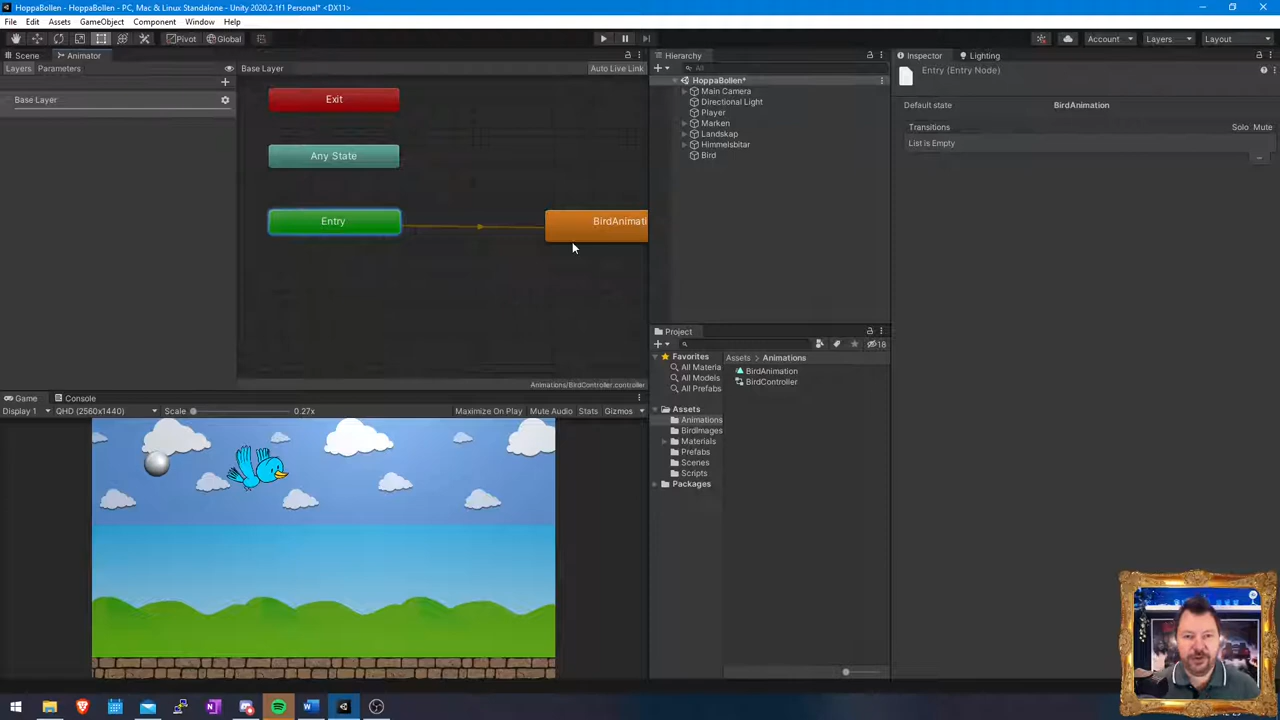 HoppaBollen - HoppaBollen - PC, Mac & Linux Standalone - Unity 2020.2.1f1 Personal* <DX11>
File Edit Assets GameObject Component Window Help
Pivot Global Account Layers Layout
Scene Animator
Layers Parameters Base Layer Auto Live Link
Base Layer
Exit
Any State
Entry
BirdAnimati
Animations/BirdController.controller
Hierarchy
All
HoppaBollen*
Main Camera
Directional Light
Player
Marken
Landskap
Himmelsbitar
Bird
Project
18
Favorites
All Materia
All Models
All Prefabs
Assets
Animations
BirdImages
Materials
Prefabs
Scenes
Scripts
Packages
Assets > Animations
BirdAnimation
BirdController
Inspector Lighting
Entry (Entry Node)
Default state BirdAnimation
Transitions Solo Mute
List is Empty
Game Console
Display 1 QHD (2560x1440) Scale 0.27x Maximize On Play Mute Audio Stats Gizmos